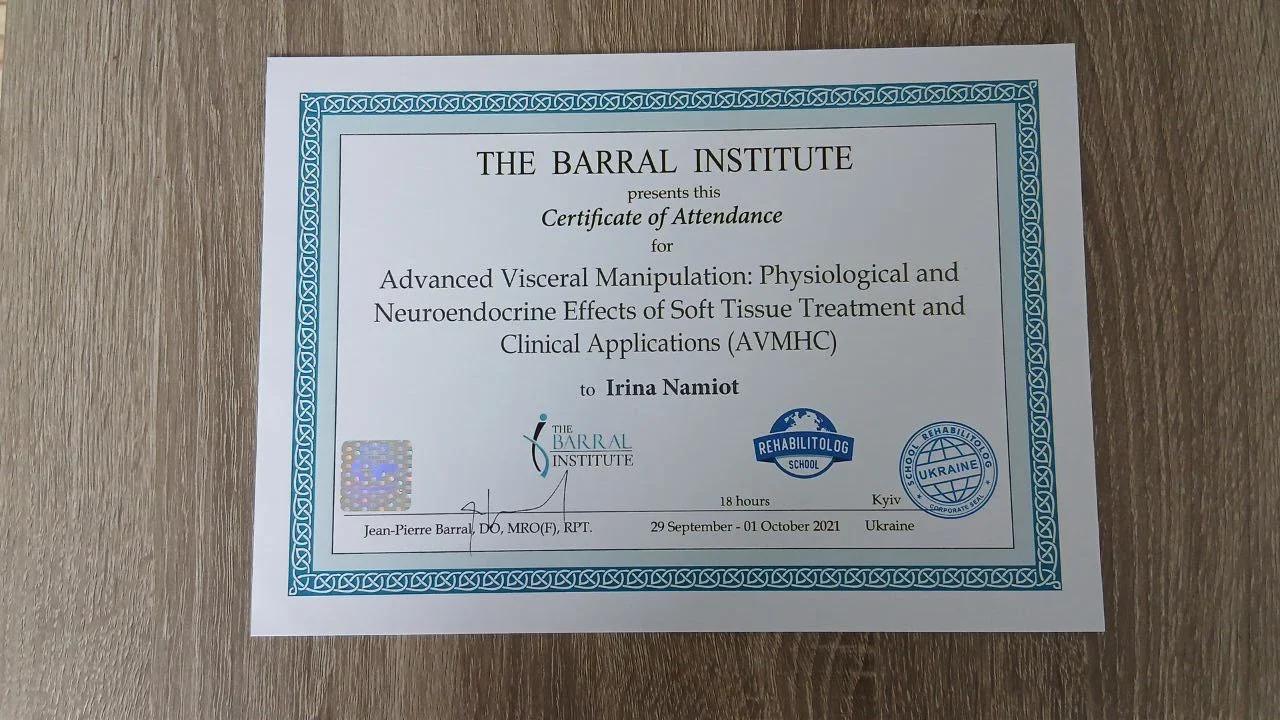 THE BARRAL INSTITUTE
presents this
Certificate of Attendance
for
Advanced Visceral Manipulation: Physiological and
Neuroendocrine Effects of Soft Tissue Treatment and
Clinical Applications (AVMHC)
to Irina Namiot
THE
BARRAL
INSTITUTE
REHABILITOLOG
SCHOOL
SCHOOL REHABILITOLOG
UKRAINE
CORPORATE SEAL
18 hours
Kyiv
Jean-Pierre Barral, DO, MRO(F), RPT.
29 September - 01 October 2021
Ukraine